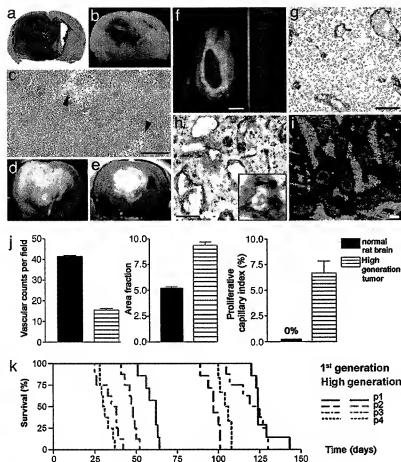 a
b
c
d
e
f
g
h
i
j
Vascular counts per field
50
40
30
20
10
0
Area fraction
10.0
7.5
5.0
2.5
0.0
Proliferative capillary index (%)
10.0
7.5
5.0
2.5
0.0
0%
normal rat brain
High generation tumor
k
Survival (%)
100
75
50
25
0
0
25
50
75
100
125
150
1st generation
High generation
p1
p2
p3
p4
Time (days)